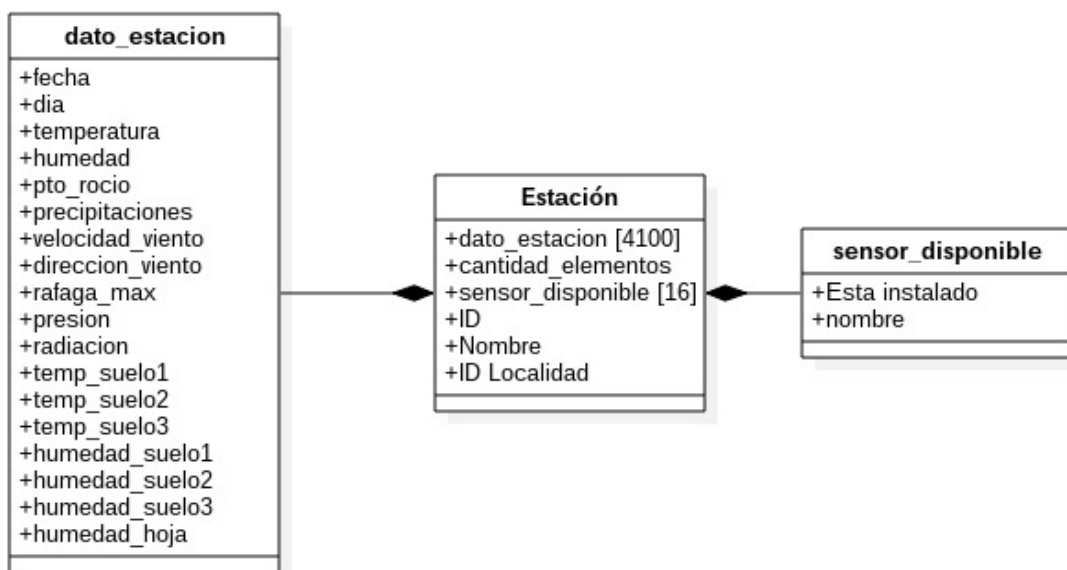 dato_estacion
+fecha
+dia
+temperatura
+humedad
+pto_rocio
+precipitaciones
+velocidad_viento
+direccion_viento
+rafaga_max
+presion
+radiacion
+temp_suelo1
+temp_suelo2
+temp_suelo3
+humedad_suelo1
+humedad_suelo2
+humedad_suelo3
+humedad_hoja
Estación
+dato_estacion [4100]
+cantidad_elementos
+sensor_disponible [16]
+ID
+Nombre
+ID Localidad
sensor_disponible
+Esta instalado
+nombre